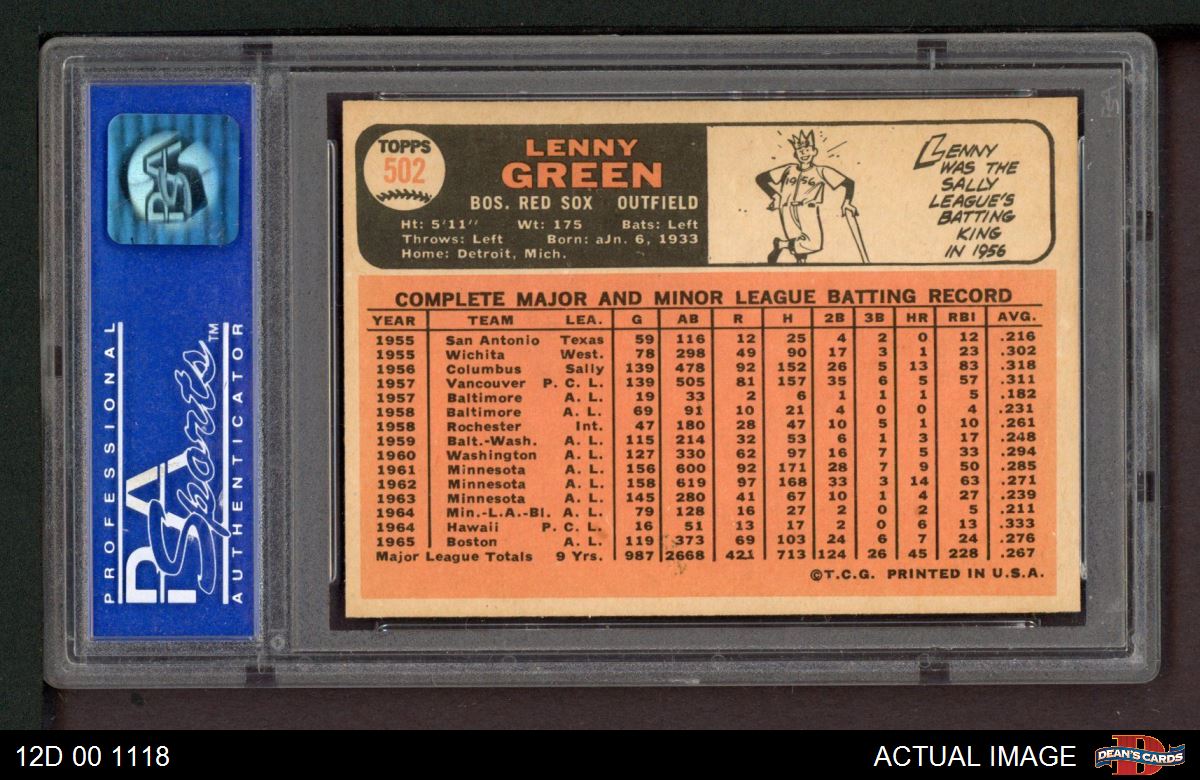 PSA
PROFESSIONAL
PSA
Sports™
AUTHENTICATOR
TOPPS
502
LENNY
GREEN
BOS. RED SOX OUTFIELD
Ht: 5'11" Wt: 175 Bats: Left
Throws: Left Born: aJn. 6, 1933
Home: Detroit, Mich.
1956
LENNY
WAS THE
SALLY
LEAGUE'S
BATTING
KING
IN 1956
COMPLETE MAJOR AND MINOR LEAGUE BATTING RECORD
YEAR TEAM LEA. G AB R H 2B 3B HR RBI AVG.
1955 San Antonio Texas 59 116 12 25 4 2 0 12 .216
1955 Wichita West. 78 298 49 90 17 3 1 23 .302
1956 Columbus Sally 139 478 92 152 26 5 13 83 .318
1957 Vancouver P. C. L. 139 505 81 157 35 6 5 57 .311
1957 Baltimore A. L. 19 33 2 6 1 1 1 5 .182
1958 Baltimore A. L. 69 91 10 21 4 0 0 4 .231
1958 Rochester Int. 47 180 28 47 10 5 1 10 .261
1959 Balt.-Wash. A. L. 115 214 32 53 6 1 3 17 .248
1960 Washington A. L. 127 330 62 97 16 7 5 33 .294
1961 Minnesota A. L. 156 600 92 171 28 7 9 50 .285
1962 Minnesota A. L. 158 619 97 168 33 3 14 63 .271
1963 Minnesota A. L. 145 280 41 67 10 1 4 27 .239
1964 Min.-L.A.-Bl. A. L. 79 128 16 27 2 0 2 5 .211
1964 Hawaii P. C. L. 16 51 13 17 2 0 6 13 .333
1965 Boston A. L. 119 373 69 103 24 6 7 24 .276
Major League Totals 9 Yrs. 987 2668 421 713 124 26 45 228 .267
©T.C.G. PRINTED IN U.S.A.
12D 00 1118
ACTUAL IMAGE
DEAN'S CARDS